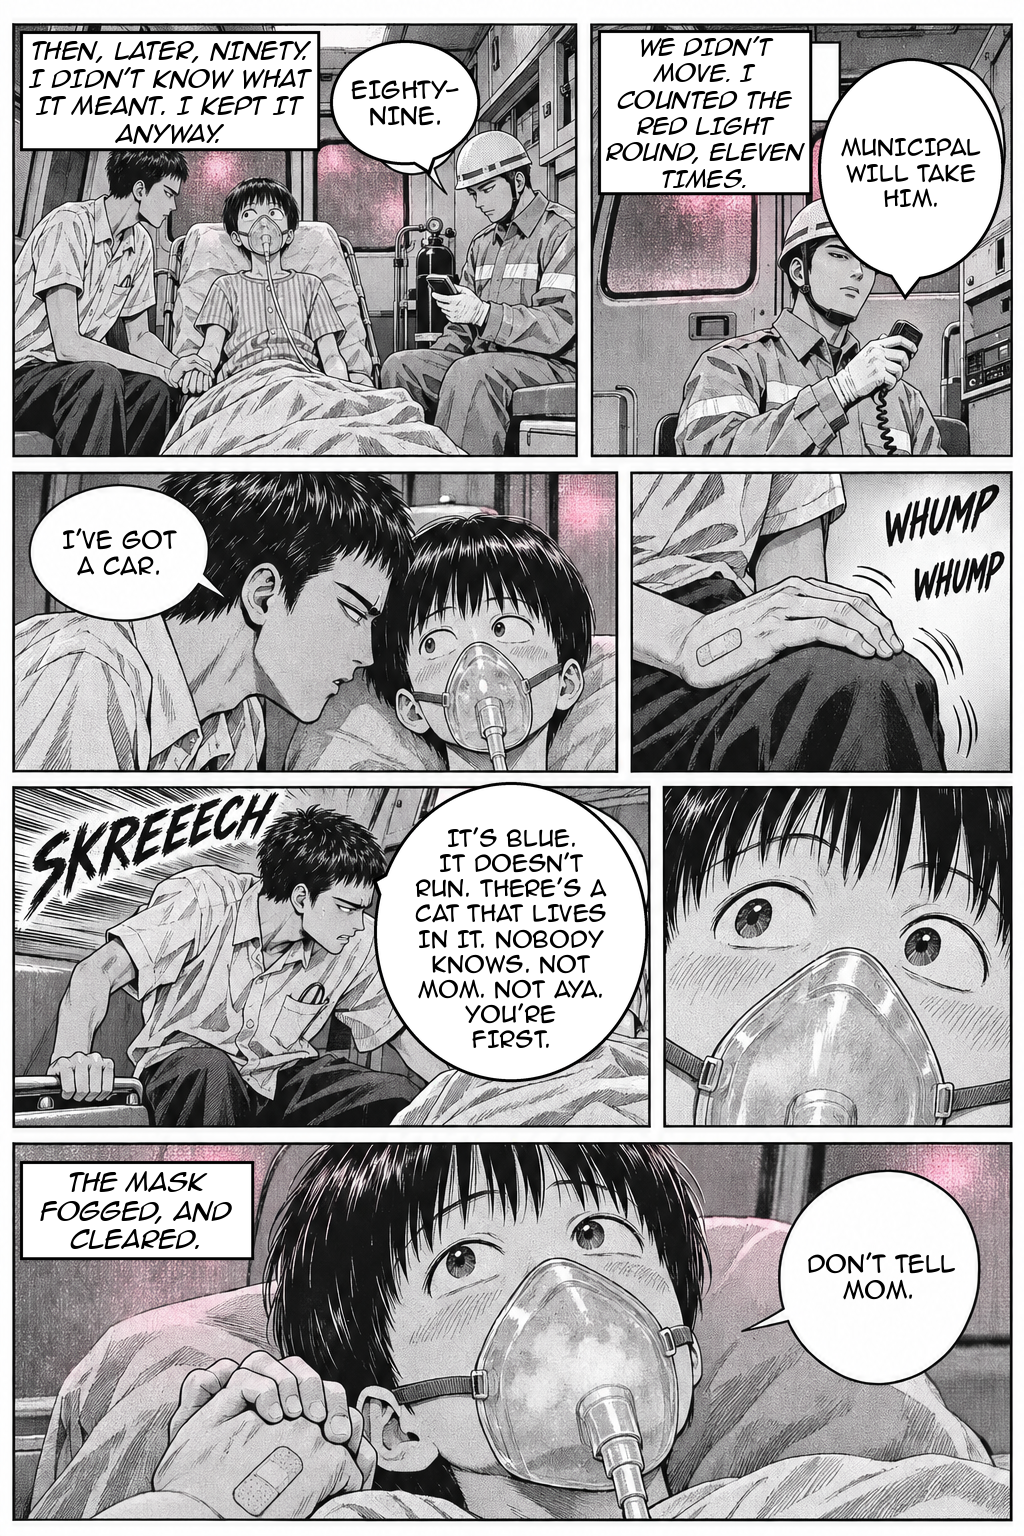 THEN, LATER, NINETY.
I DIDN'T KNOW WHAT
IT MEANT. I KEPT IT
ANYWAY.
EIGHTY-
NINE.
WE DIDN'T
MOVE. I
COUNTED THE
RED LIGHT
ROUND, ELEVEN
TIMES.
MUNICIPAL
WILL TAKE
HIM.
I'VE GOT
A CAR.
WHUMP
WHUMP
SKREEECH
IT'S BLUE.
IT DOESN'T
RUN. THERE'S A
CAT THAT LIVES
IN IT. NOBODY
KNOWS. NOT
MOM. NOT AYA.
YOU'RE
FIRST.
THE MASK
FOGGED, AND
CLEARED.
DON'T TELL
MOM.